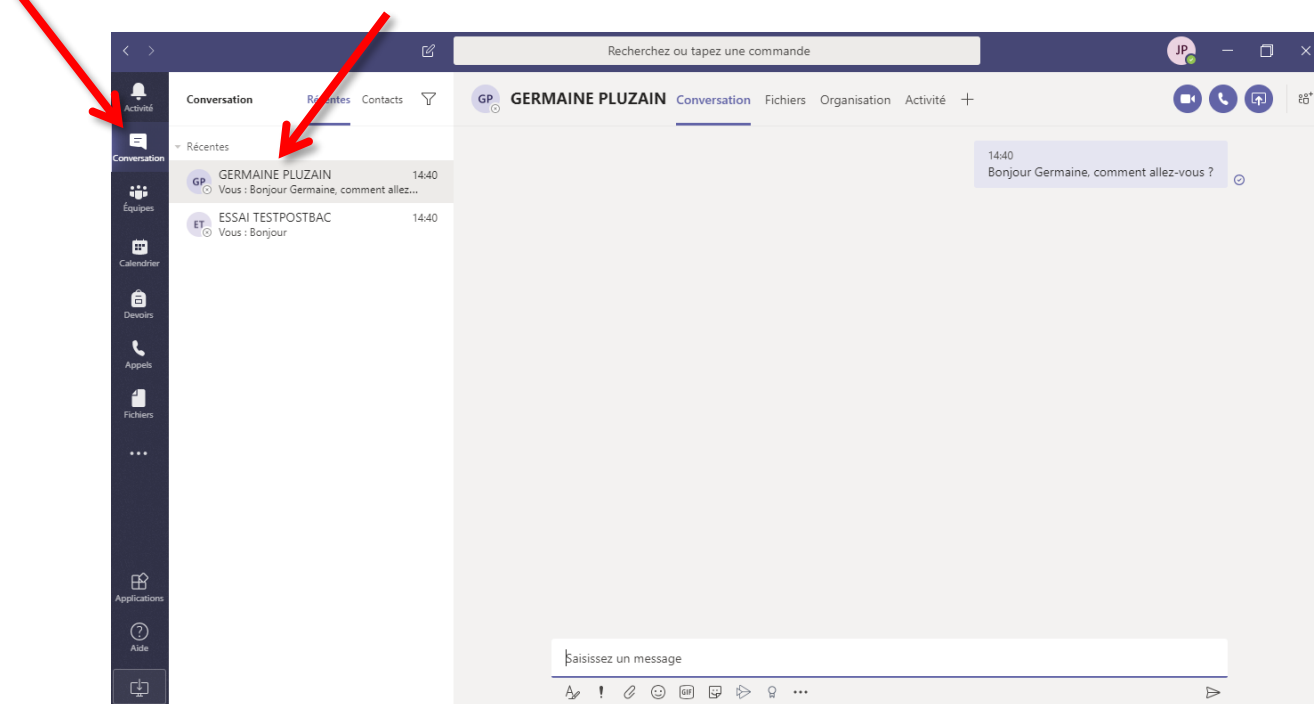 Recherchez ou tapez une commande
JP
Activité
Conversation
Équipes
Calendrier
Devoirs
Appels
Fichiers
Applications
Aide
Conversation Récentes Contacts
Récentes
GP GERMAINE PLUZAIN 14:40
Vous : Bonjour Germaine, comment allez...
ET ESSAI TESTPOSTBAC 14:40
Vous : Bonjour
GP GERMAINE PLUZAIN Conversation Fichiers Organisation Activité
14:40
Bonjour Germaine, comment allez-vous ?
Saisissez un message
GIF